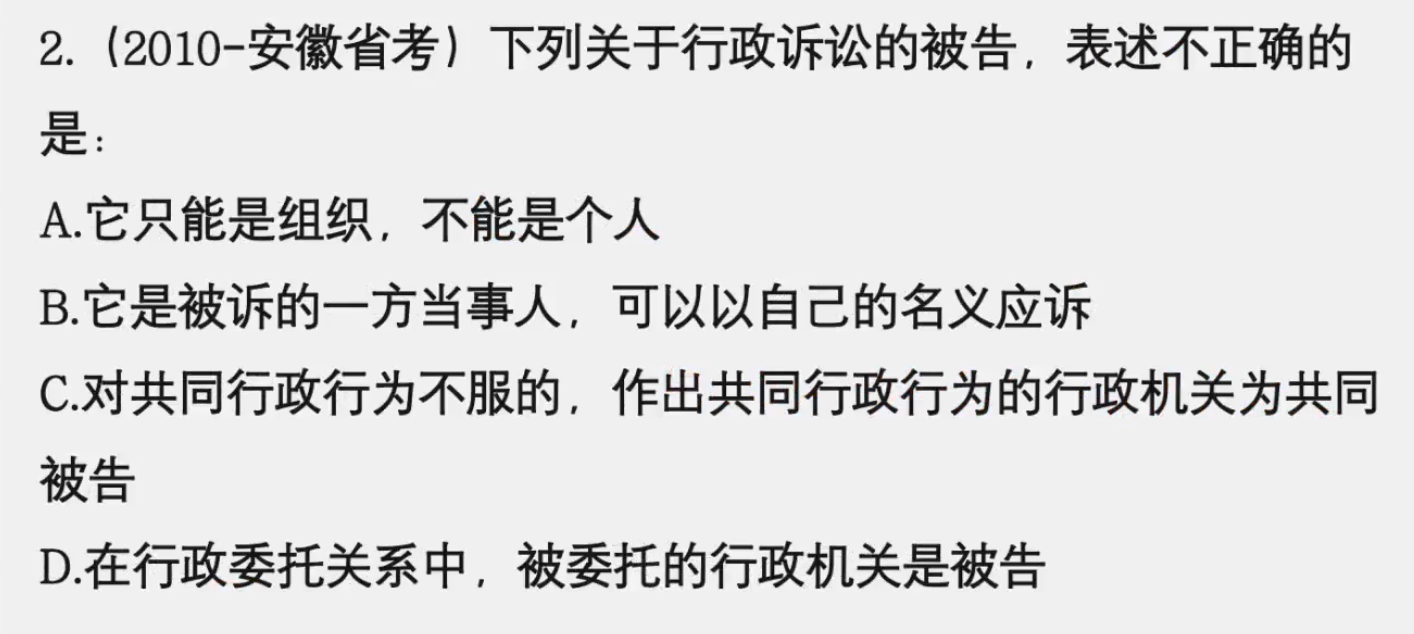 2.（2010-安徽省考）下列关于行政诉讼的被告，表述不正确的
是：
A.它只能是组织，不能是个人
B.它是被诉的一方当事人，可以以自己的名义应诉
C.对共同行政行为不服的，作出共同行政行为的行政机关为共同
被告
D.在行政委托关系中，被委托的行政机关是被告